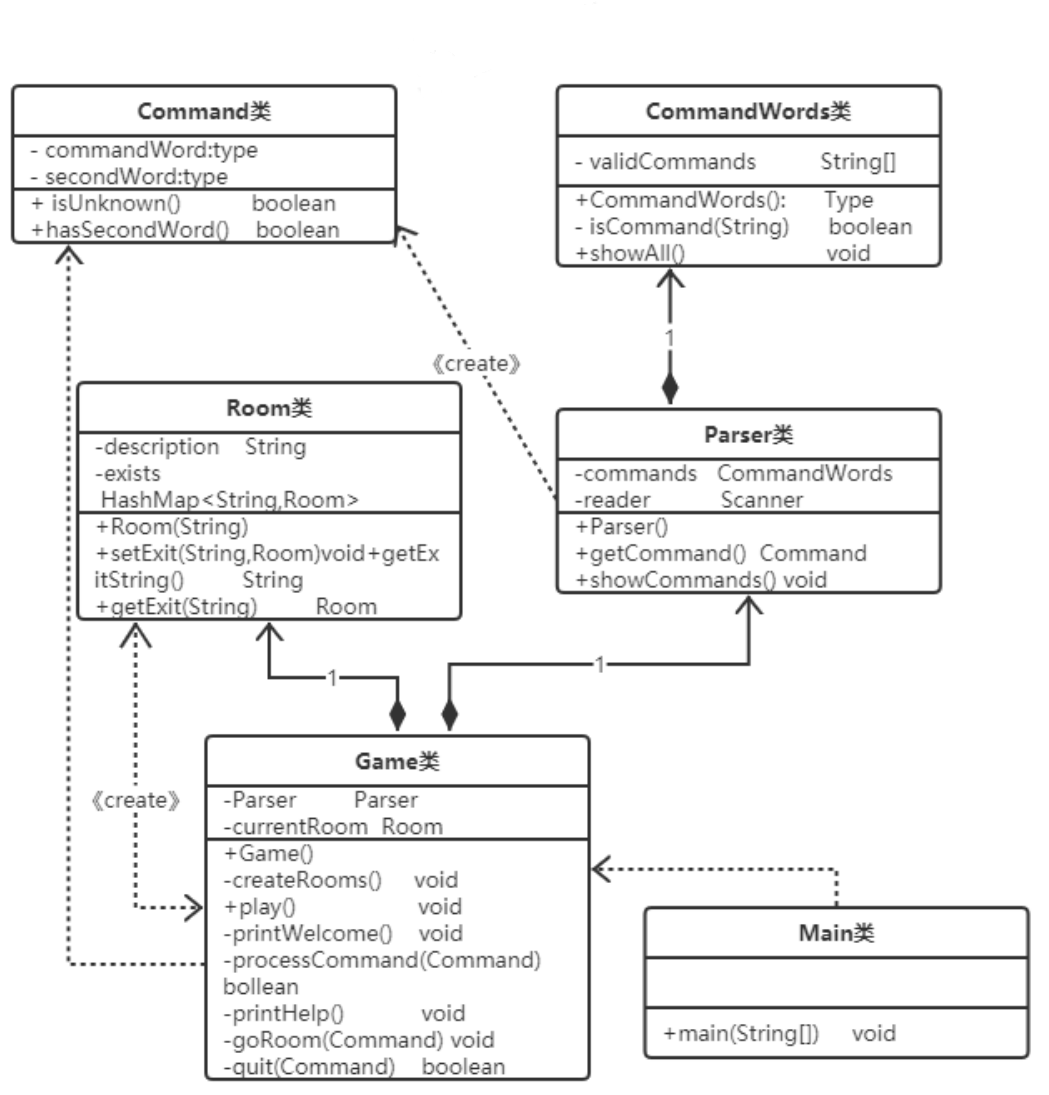 Command类
- commandWord:type
- secondWord:type
+ isUnknown() boolean
+hasSecondWord() boolean
CommandWords类
- validCommands String[]
+CommandWords(): Type
- isCommand(String) boolean
+showAll() void
1
《create》
Room类
-description String
-exists
HashMap<String,Room>
+Room(String)
+setExit(String,Room)void+getEx
itString() String
+getExit(String) Room
Parser类
-commands CommandWords
-reader Scanner
+Parser()
+getCommand() Command
+showCommands() void
1
1
《create》
Game类
-Parser Parser
-currentRoom Room
+Game()
-createRooms() void
+play() void
-printWelcome() void
-processCommand(Command)
bollean
-printHelp() void
-goRoom(Command) void
-quit(Command) boolean
Main类
+main(String[]) void